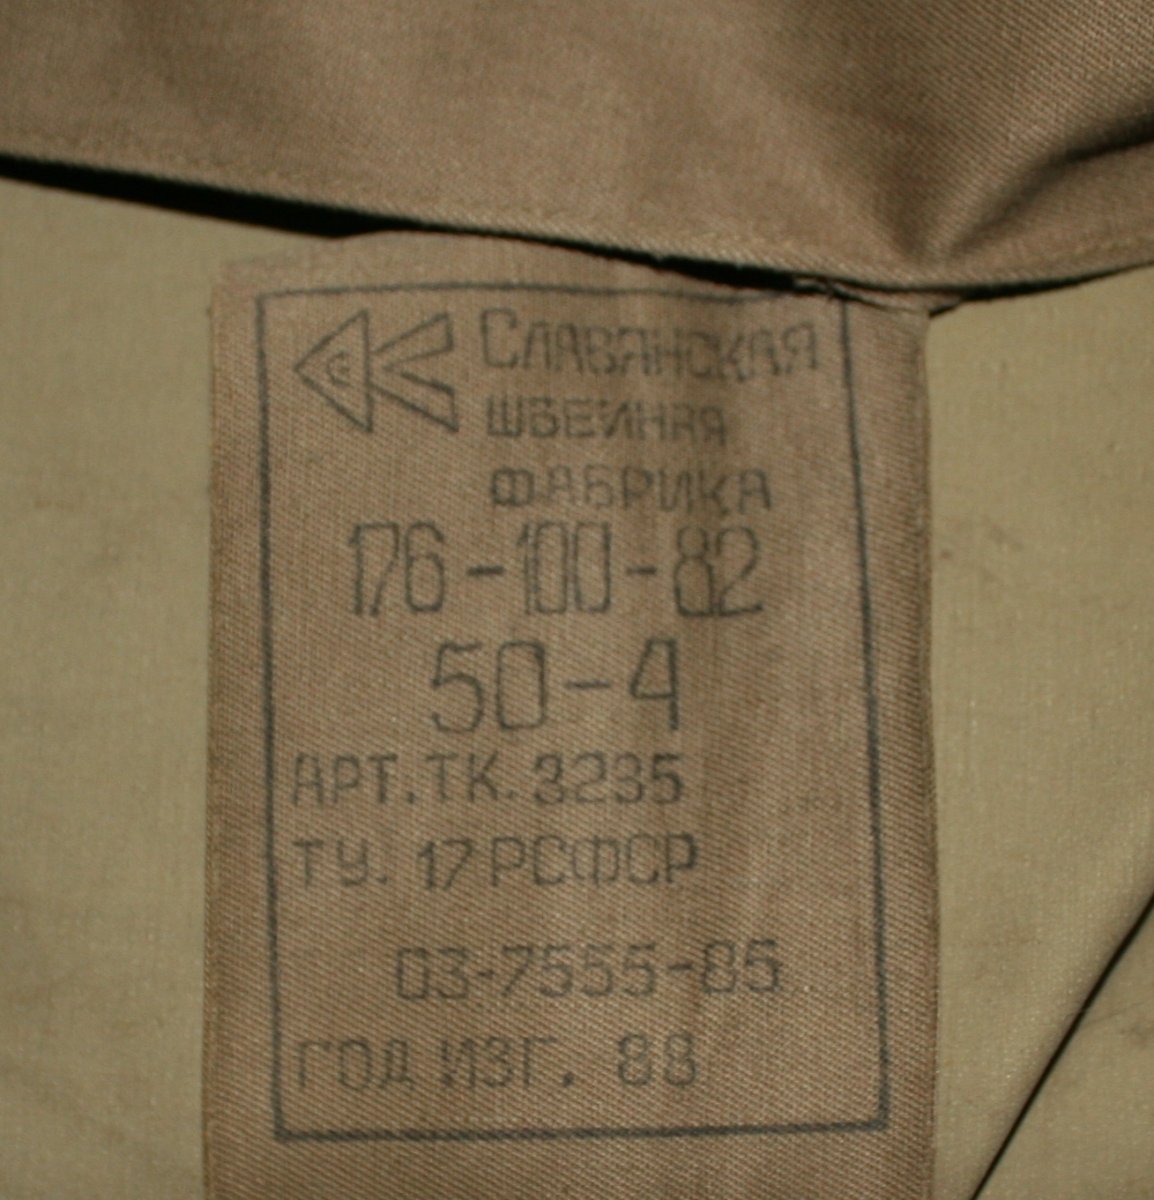 Славянская
швейная
фабрика
176-100-82
50-4
АРТ.ТК.3235
ТУ. 17 РСФСР
03-7555-85
ГОД ИЗГ. 88